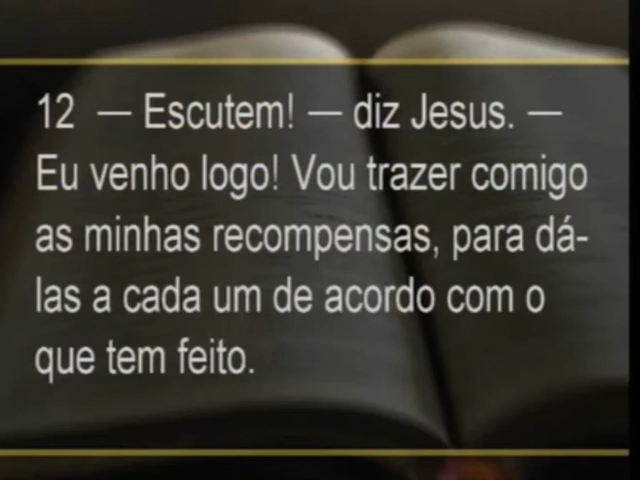 12 — Escutem! — diz Jesus. —
Eu venho logo! Vou trazer comigo
as minhas recompensas, para dá-
las a cada um de acordo com o
que tem feito.